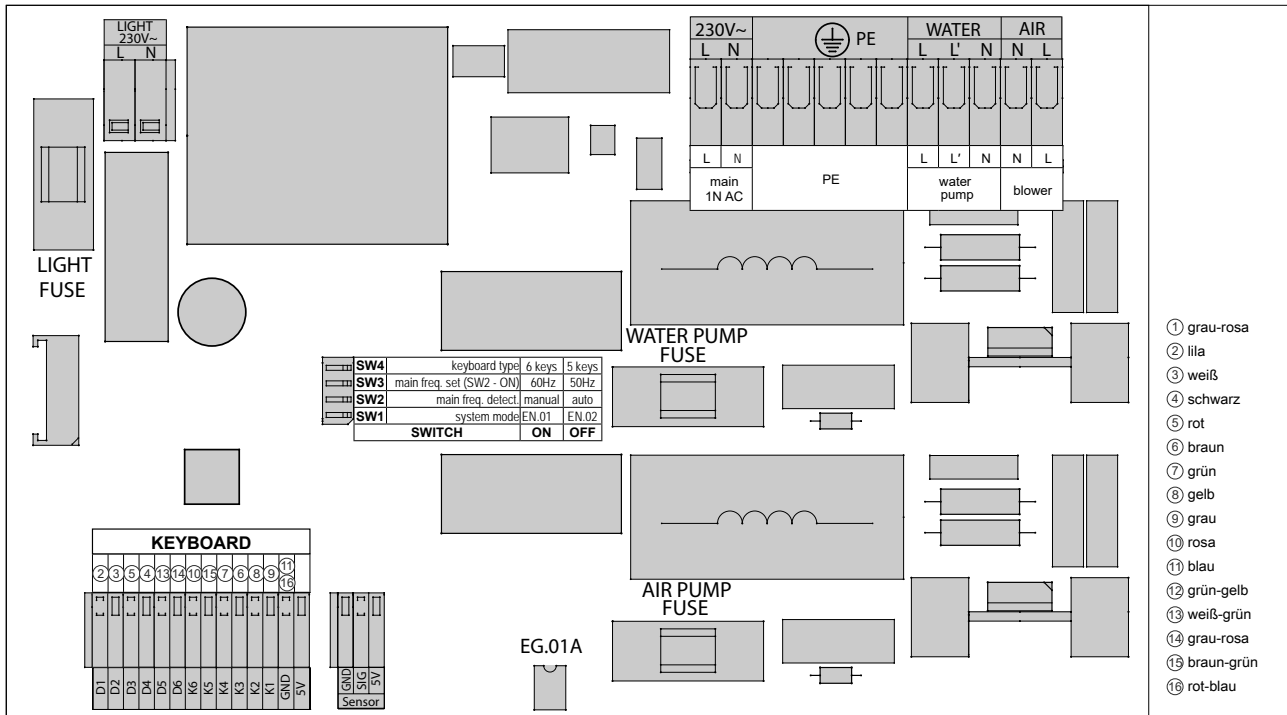 LIGHT
230V~
L N
230V~ PE WATER AIR
L N L L' N N L
L N L L' N N L
main
1N AC
PE
water
pump
blower
LIGHT
FUSE
WATER PUMP
FUSE
SW4 keyboard type 6 keys 5 keys
SW3 main freq. set (SW2 - ON) 60Hz 50Hz
SW2 main freq. detect. manual auto
SW1 system mode EN.01 EN.02
SWITCH ON OFF
KEYBOARD
2 3 5 4 13 14 10 15 7 6 8 9 11
16
D1 D2 D3 D4 D5 D6 K6 K5 K4 K3 K2 K1 GND 5V
GND SIG 5V
Sensor
EG.01A
AIR PUMP
FUSE
1 grau-rosa
2 lila
3 weiß
4 schwarz
5 rot
6 braun
7 grün
8 gelb
9 grau
10 rosa
11 blau
12 grün-gelb
13 weiß-grün
14 grau-rosa
15 braun-grün
16 rot-blau